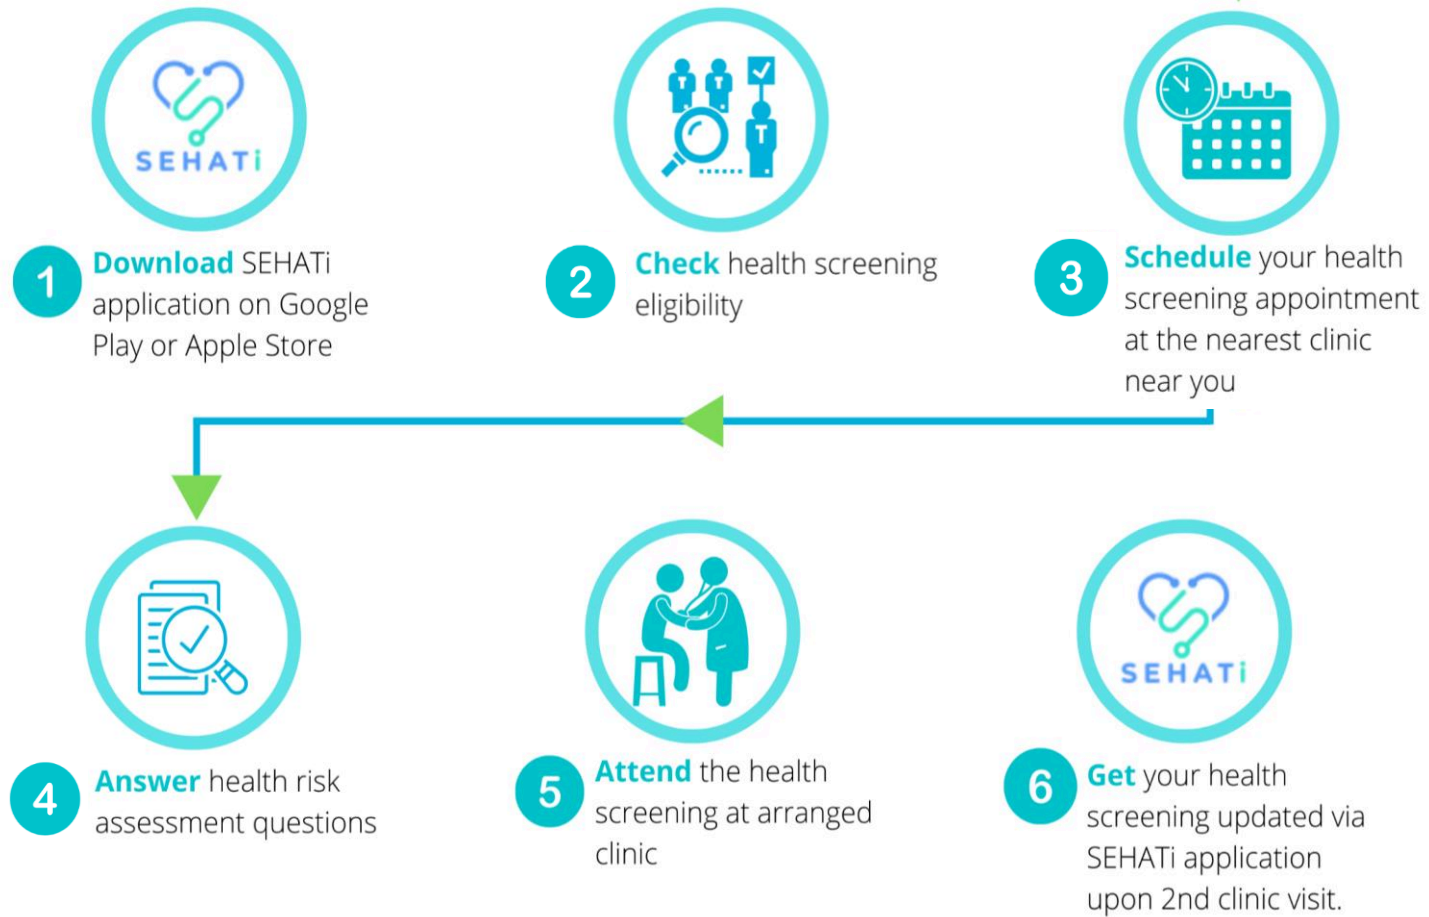 SEHATi
1
Download SEHATi
application on Google
Play or Apple Store
2
Check health screening
eligibility
3
Schedule your health
screening appointment
at the nearest clinic
near you
4
Answer health risk
assessment questions
5
Attend the health
screening at arranged
clinic
SEHATi
6
Get your health
screening updated via
SEHATi application
upon 2nd clinic visit.